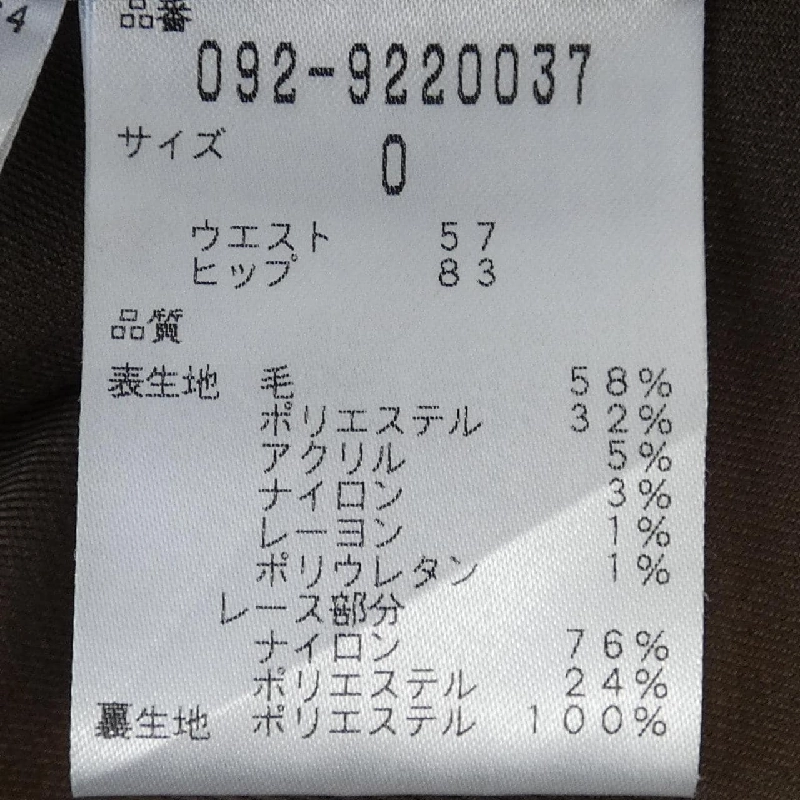 品番
092-9220037
サイズ 0
ウエスト 57
ヒップ 83
品質
表生地 毛 58%
ポリエステル 32%
アクリル 5%
ナイロン 3%
レーヨン 1%
ポリウレタン 1%
レース部分
ナイロン 76%
ポリエステル 24%
裏生地 ポリエステル 100%